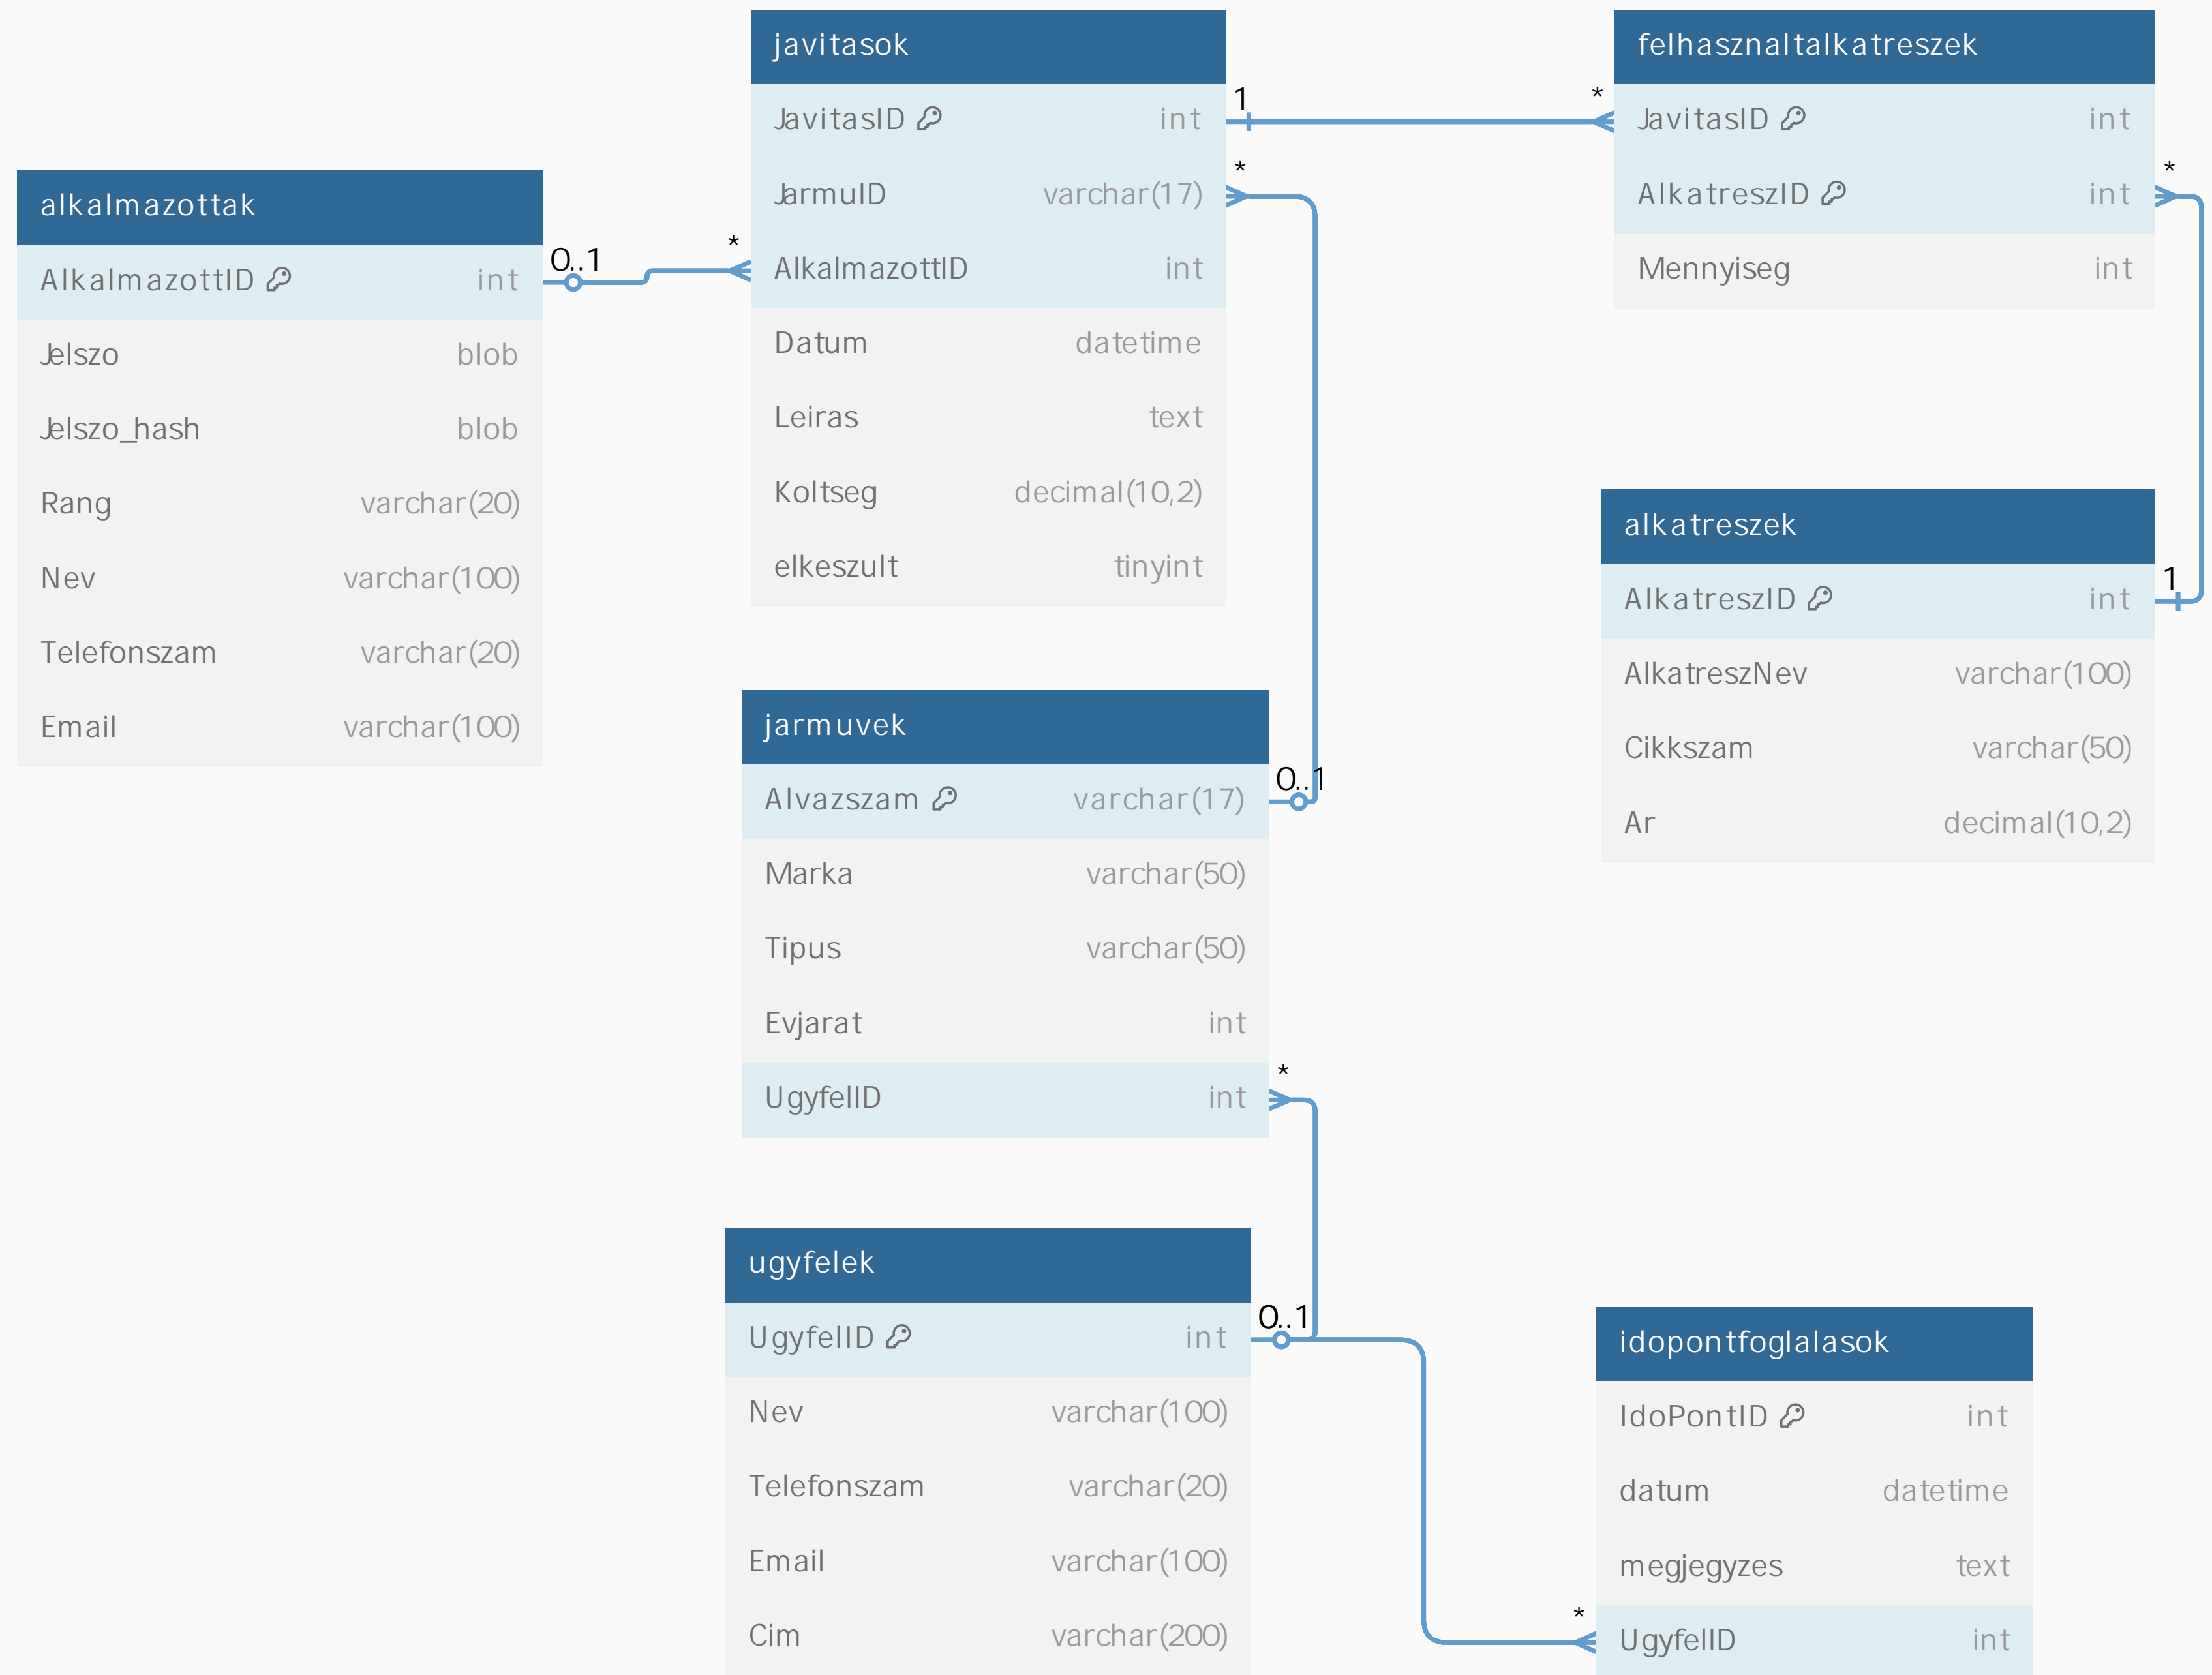 javitasok
JavitasID int
JarmuID varchar(17)
AlkalmazottID int
Datum datetime
Leiras text
Koltseg decimal(10,2)
elkeszult tinyint
1
*
*
felhasznaltalkatreszek
JavitasID int
AlkatreszID int
Mennyiseg int
*
alkalmazottak
AlkalmazottID int
Jelszo blob
Jelszo_hash blob
Rang varchar(20)
Nev varchar(100)
Telefonszam varchar(20)
Email varchar(100)
0..1
*
alkatreszek
AlkatreszID int
AlkatreszNev varchar(100)
Cikkszam varchar(50)
Ar decimal(10,2)
1
jarmuvek
Alvazszam varchar(17)
Marka varchar(50)
Tipus varchar(50)
Evjarat int
UgyfelID int
0..1
*
ugyfelek
UgyfelID int
Nev varchar(100)
Telefonszam varchar(20)
Email varchar(100)
Cim varchar(200)
0..1
*
idopontfoglalasok
IdoPontID int
datum datetime
megjegyzes text
UgyfelID int